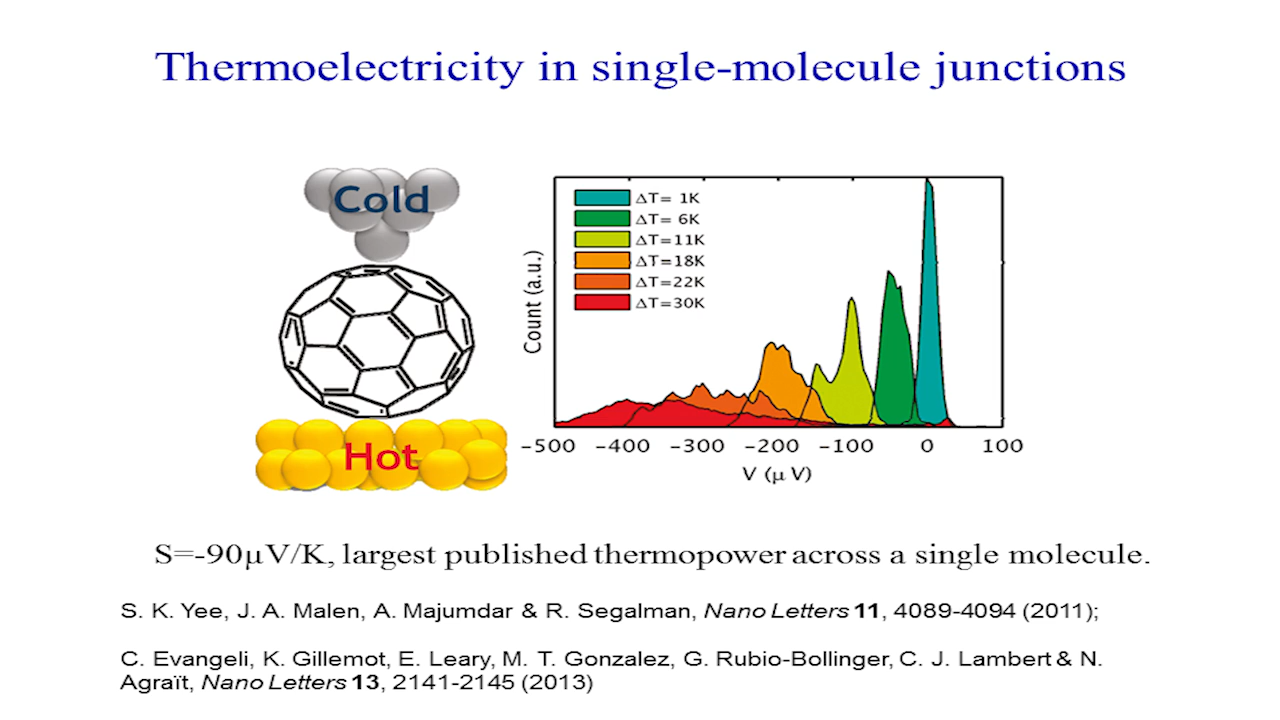 Thermoelectricity in single-molecule junctions
Cold
Hot
ΔT= 1K
ΔT= 6K
ΔT=11K
ΔT=18K
ΔT=22K
ΔT=30K
Count (a.u.)
-500 -400 -300 -200 -100 0 100
V (μ V)
S=-90μV/K, largest published thermopower across a single molecule.
S. K. Yee, J. A. Malen, A. Majumdar & R. Segalman, Nano Letters 11, 4089-4094 (2011);
C. Evangeli, K. Gillemot, E. Leary, M. T. Gonzalez, G. Rubio-Bollinger, C. J. Lambert & N.
Agraït, Nano Letters 13, 2141-2145 (2013)